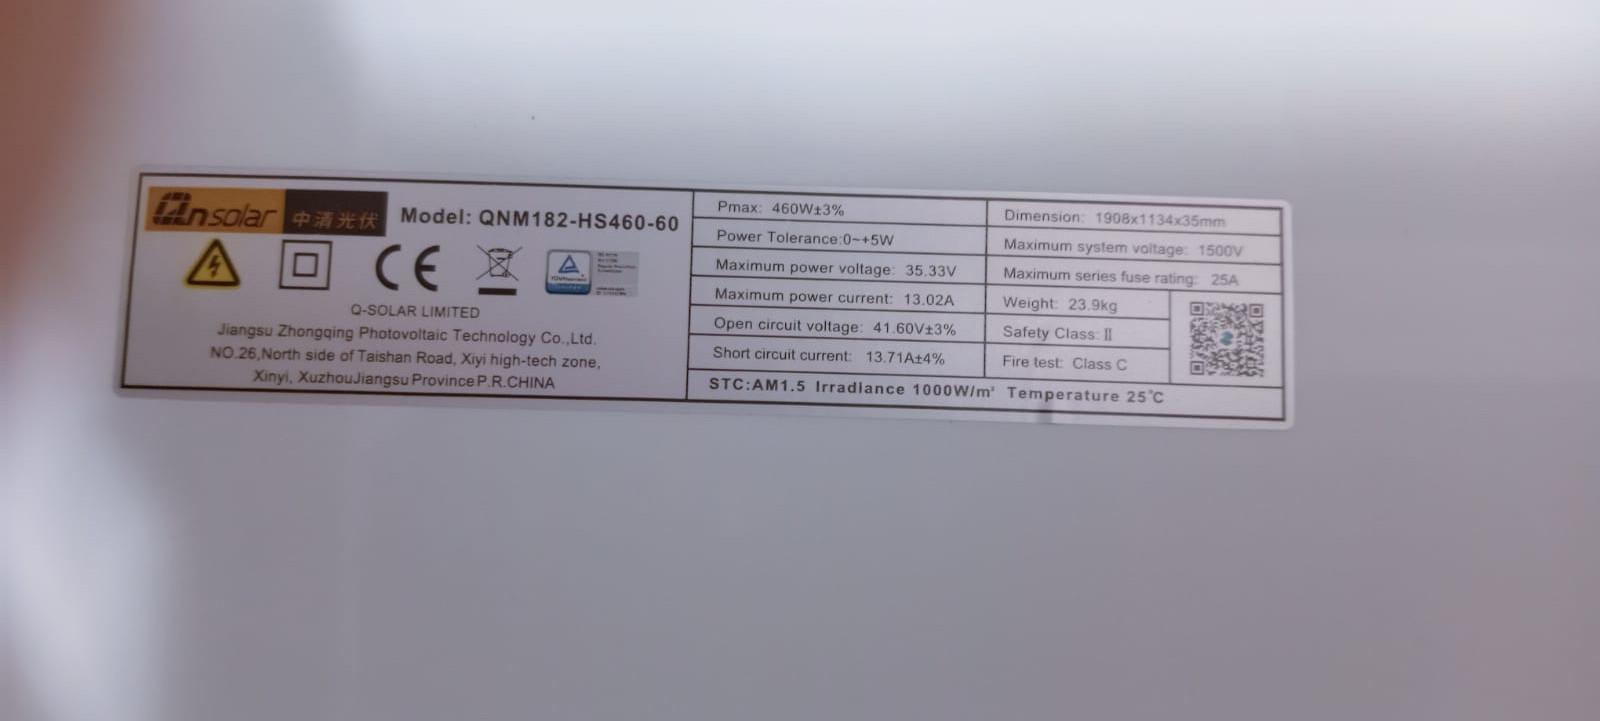 Qnsolar 中清光伏
Model: QNM182-HS460-60
CE
Q-SOLAR LIMITED
Jiangsu Zhongqing Photovoltaic Technology Co.,Ltd.
NO.26,North side of Taishan Road, Xiyi high-tech zone,
Xinyi, XuzhouJiangsu Province P.R.CHINA
Pmax: 460W±3%
Power Tolerance:0~+5W
Maximum power voltage: 35.33V
Maximum power current: 13.02A
Open circuit voltage: 41.60V±3%
Short circuit current: 13.71A±4%
Dimension: 1908x1134x35mm
Maximum system voltage: 1500V
Maximum series fuse rating: 25A
Weight: 23.9kg
Safety Class: II
Fire test: Class C
STC:AM1.5 Irradiance 1000W/m² Temperature 25℃